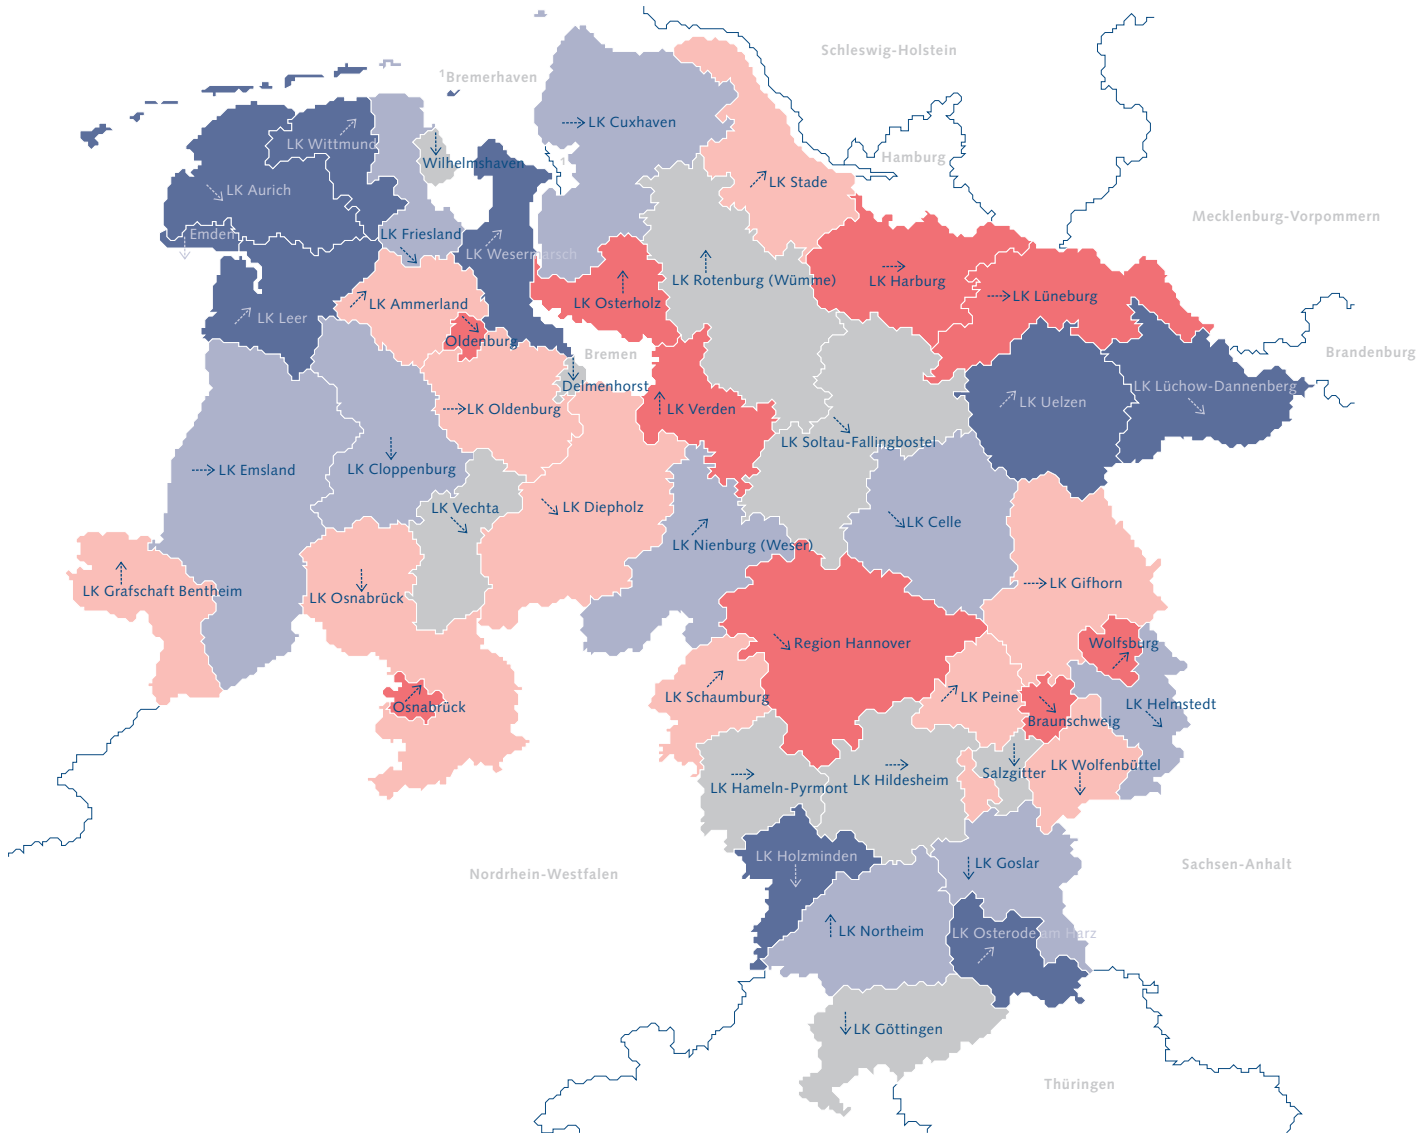 Schleswig-Holstein
¹Bremerhaven
LK Cuxhaven
LK Wittmund
Wilhelmshaven
1
Hamburg
LK Stade
LK Aurich
Mecklenburg-Vorpommern
Emden
LK Friesland
LK Wesermarsch
LK Rotenburg (Wümme)
LK Harburg
LK Ammerland
LK Osterholz
LK Lüneburg
LK Leer
Oldenburg
Bremen
Brandenburg
Delmenhorst
LK Lüchow-Dannenberg
LK Oldenburg
LK Verden
LK Uelzen
LK Soltau-Fallingbostel
LK Emsland
LK Cloppenburg
LK Vechta
LK Diepholz
LK Celle
LK Nienburg (Weser)
LK Grafschaft Bentheim
LK Osnabrück
LK Gifhorn
Region Hannover
Wolfsburg
LK Schaumburg
LK Peine
Osnabrück
LK Helmstedt
Braunschweig
LK Wolfenbüttel
Salzgitter
LK Hildesheim
LK Hameln-Pyrmont
LK Holzminden
LK Goslar
Sachsen-Anhalt
Nordrhein-Westfalen
LK Northeim
LK Osterode am Harz
LK Göttingen
Thüringen